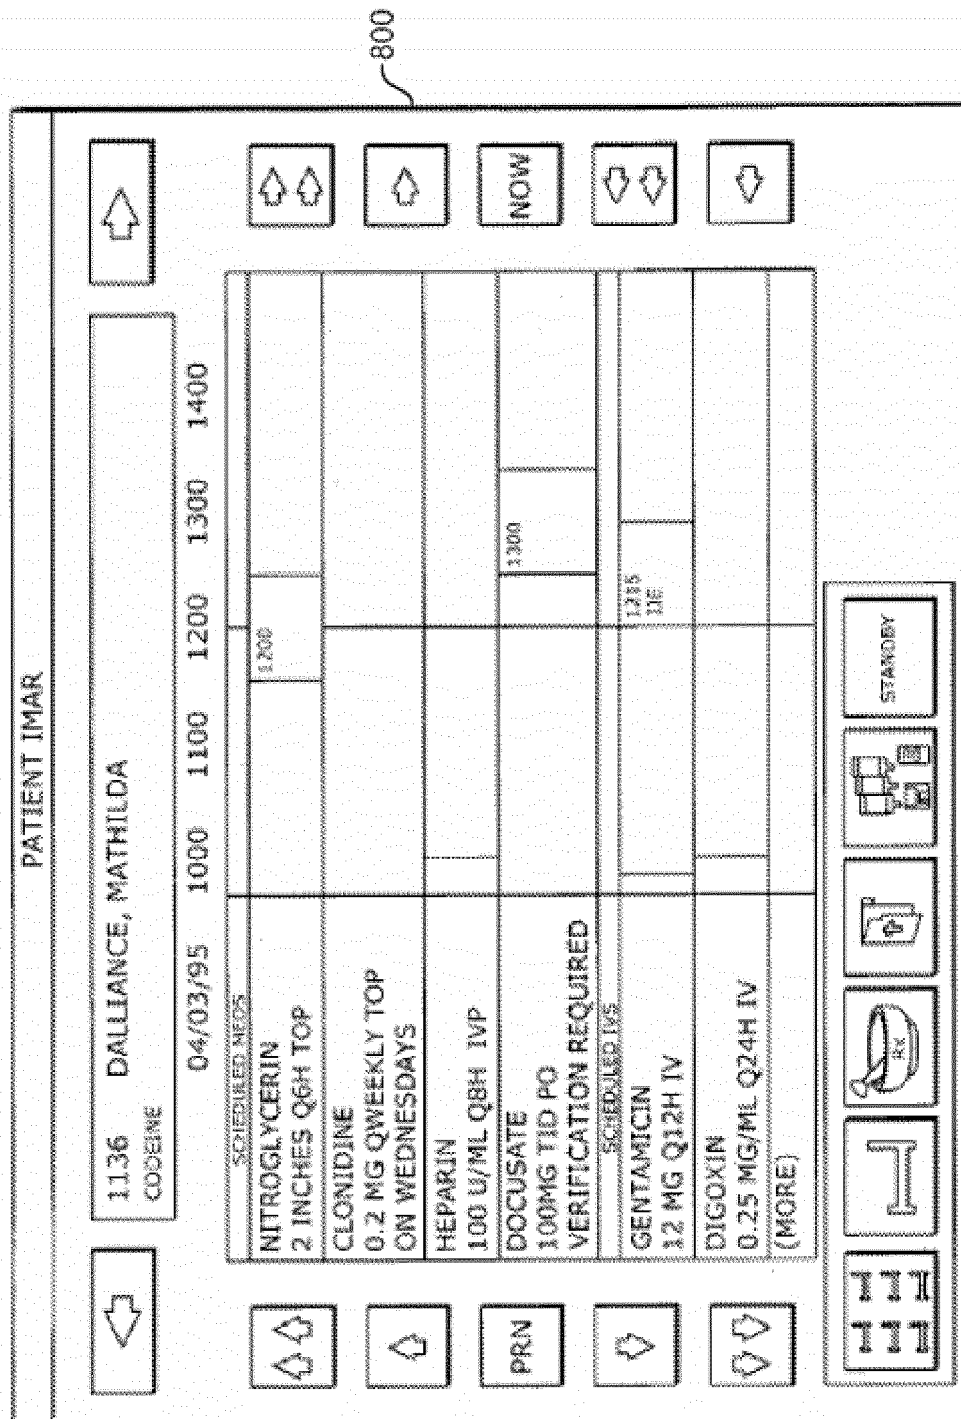 800
PATIENT IMAR
1136 DALLIANCE, MATHILDA
CODEINE
04/03/95 1000 1100 1200 1300 1400
SCHEDULED MEDS
NITROGLYCERIN
2 INCHES Q6H TOP
1200
CLONIDINE
0.2 MG QWEEKLY TOP
ON WEDNESDAYS
HEPARIN
100 U/ML Q8H IVP
DOCUSATE
100MG TID PO
VERIFICATION REQUIRED
1300
SCHEDULED IVS
GENTAMICIN
12 MG Q12H IV
1215
DIGOXIN
0.25 MG/ML Q24H IV
(MORE)
PRN
NOW
Rx
STANDBY